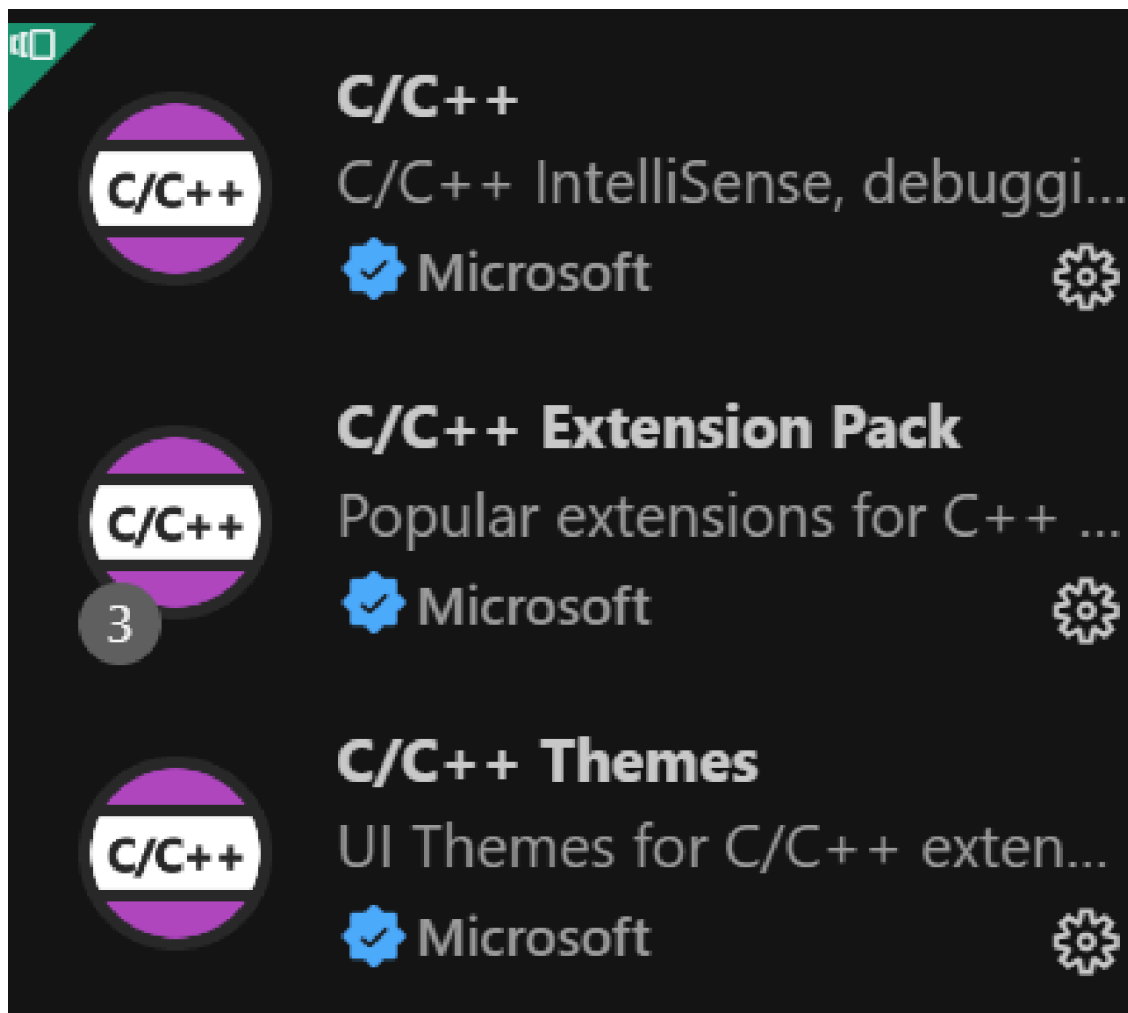 C/C++
C/C++
C/C++ IntelliSense, debuggi...
Microsoft
C/C++ Extension Pack
C/C++
Popular extensions for C++ ...
3
Microsoft
C/C++ Themes
C/C++
UI Themes for C/C++ exten...
Microsoft